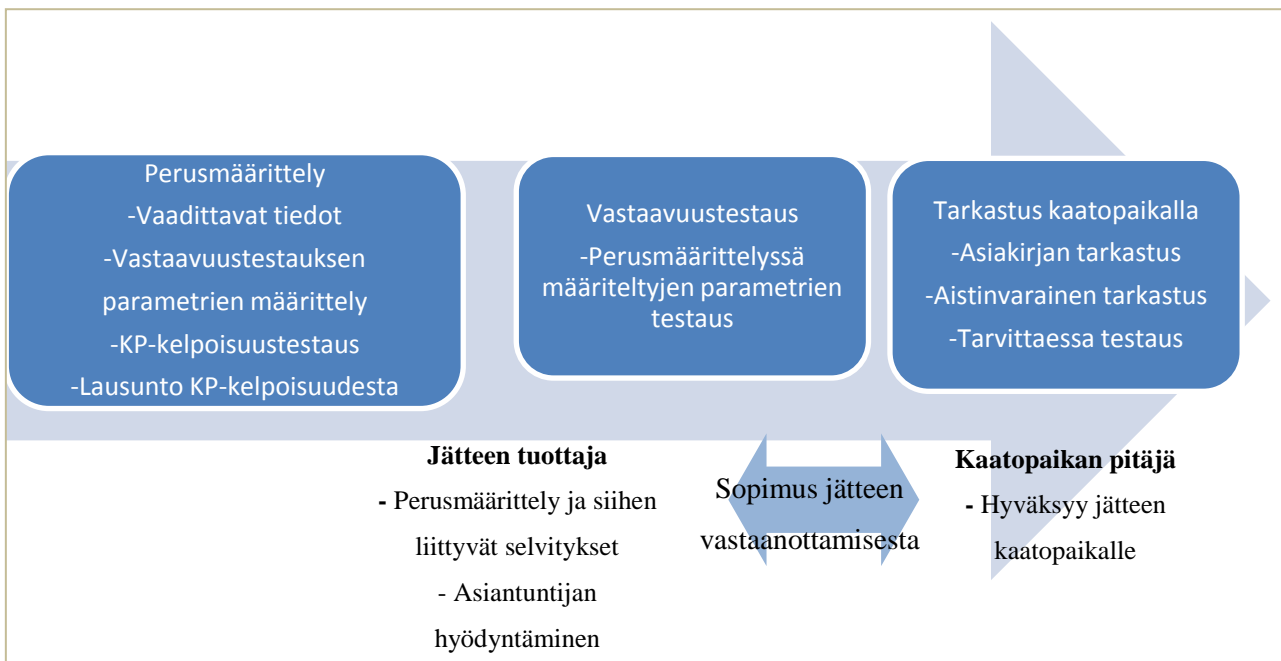 Perusmäärittely
-Vaadittavat tiedot
-Vastaavuustestauksen
parametrien määrittely
-KP-kelpoisuustestaus
-Lausunto KP-kelpoisuudesta
Vastaavuustestaus
-Perusmäärittelyssä
määriteltyjen parametrien
testaus
Tarkastus kaatopaikalla
-Asiakirjan tarkastus
-Aistinvarainen tarkastus
-Tarvittaessa testaus
Jätteen tuottaja
- Perusmäärittely ja siihen
liittyvät selvitykset
- Asiantuntijan
hyödyntäminen
Sopimus jätteen
vastaanottamisesta
Kaatopaikan pitäjä
- Hyväksyy jätteen
kaatopaikalle